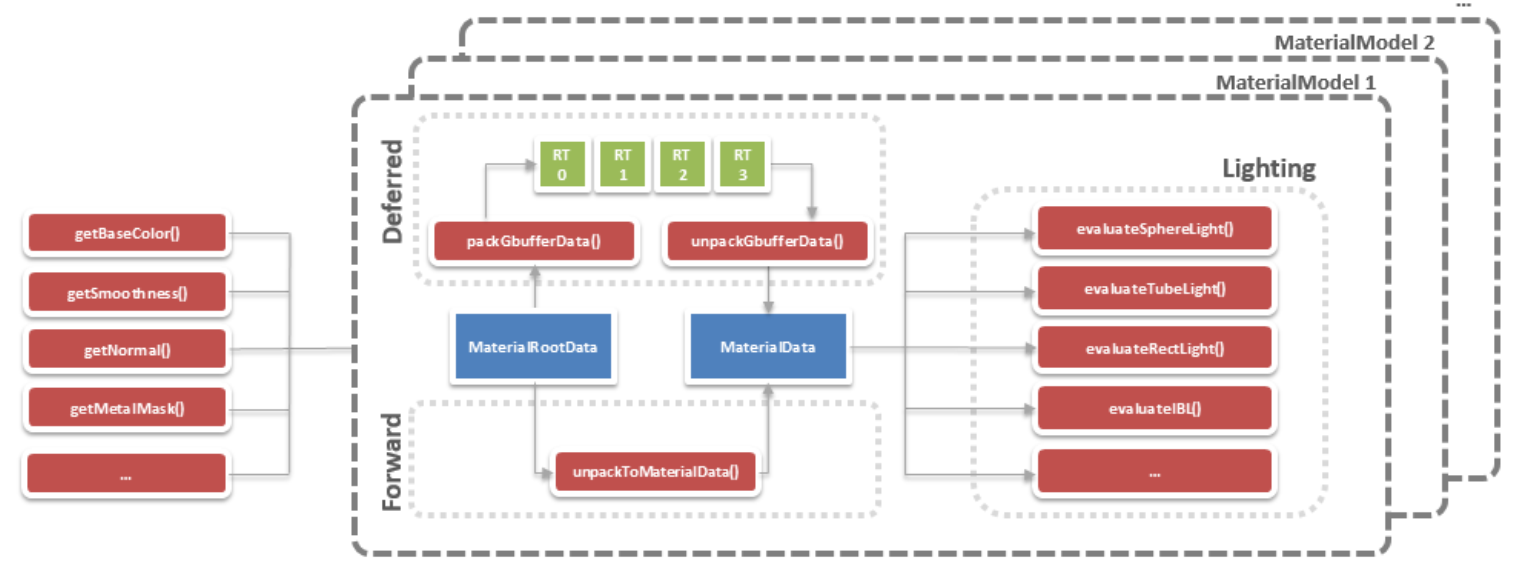 ...
MaterialModel 2
MaterialModel 1
Deferred
RT
0
RT
1
RT
2
RT
3
Lighting
getBaseColor()
packGbufferData()
unpackGbufferData()
evaluateSphereLight()
getSmoothness()
evaluateTubeLight()
getNormal()
MaterialRootData
MaterialData
evaluateRectLight()
getMetalMask()
evaluateIBL()
Forward
...
unpackToMaterialData()
...